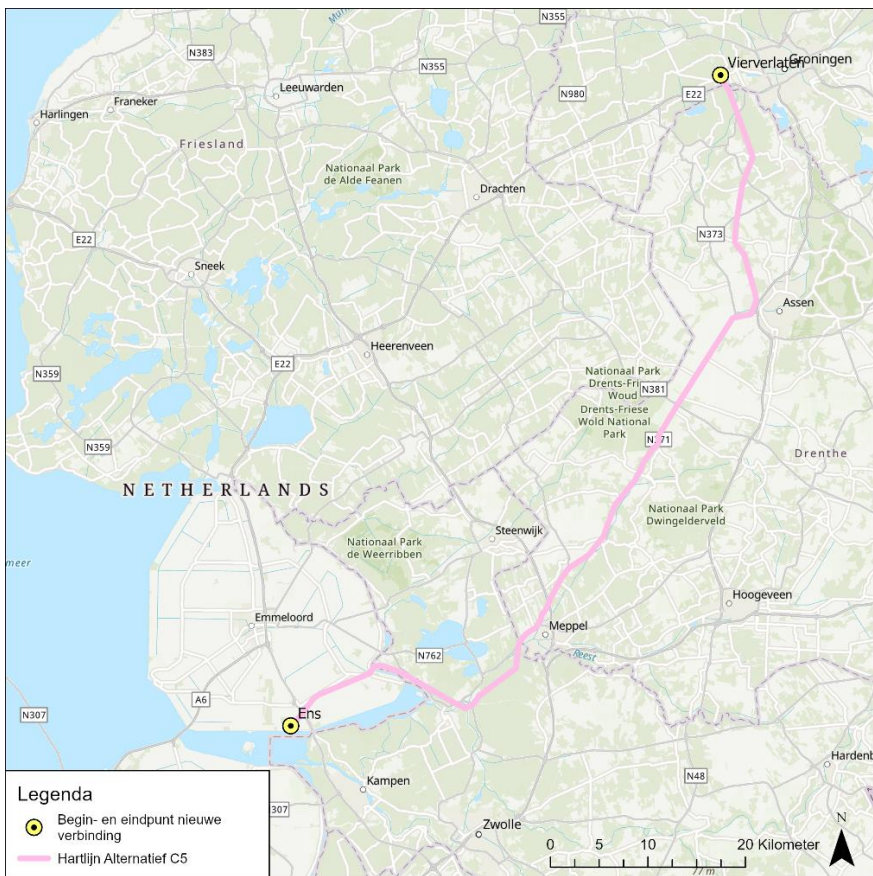 N355
N383
Leeuwarden
N355
Vierverlaten
Groningen
Franeker
N980
E22
Harlingen
Friesland
Nationaal Park
de Alde Feanen
Drachten
E22
N373
Sneek
Assen
Heerenveen
N359
E22
Nationaal Park
Drents-Frie
Woud
N381
Drents-Friese
Wold National
Park
N371
N359
Drenthe
NETHERLANDS
Nationaal Park
Dwingelderveld
Steenwijk
Nationaal Park
de Weerribben
meer
Hoogeveen
Emmeloord
Meppel
N762
Reest
A6
N307
Ens
Hardenb
N48
Kampen
307
Zwolle
Legenda
Begin- en eindpunt nieuwe
verbinding
Hartlijn Alternatief C5
N
0 5 10 20 Kilometer
77 m